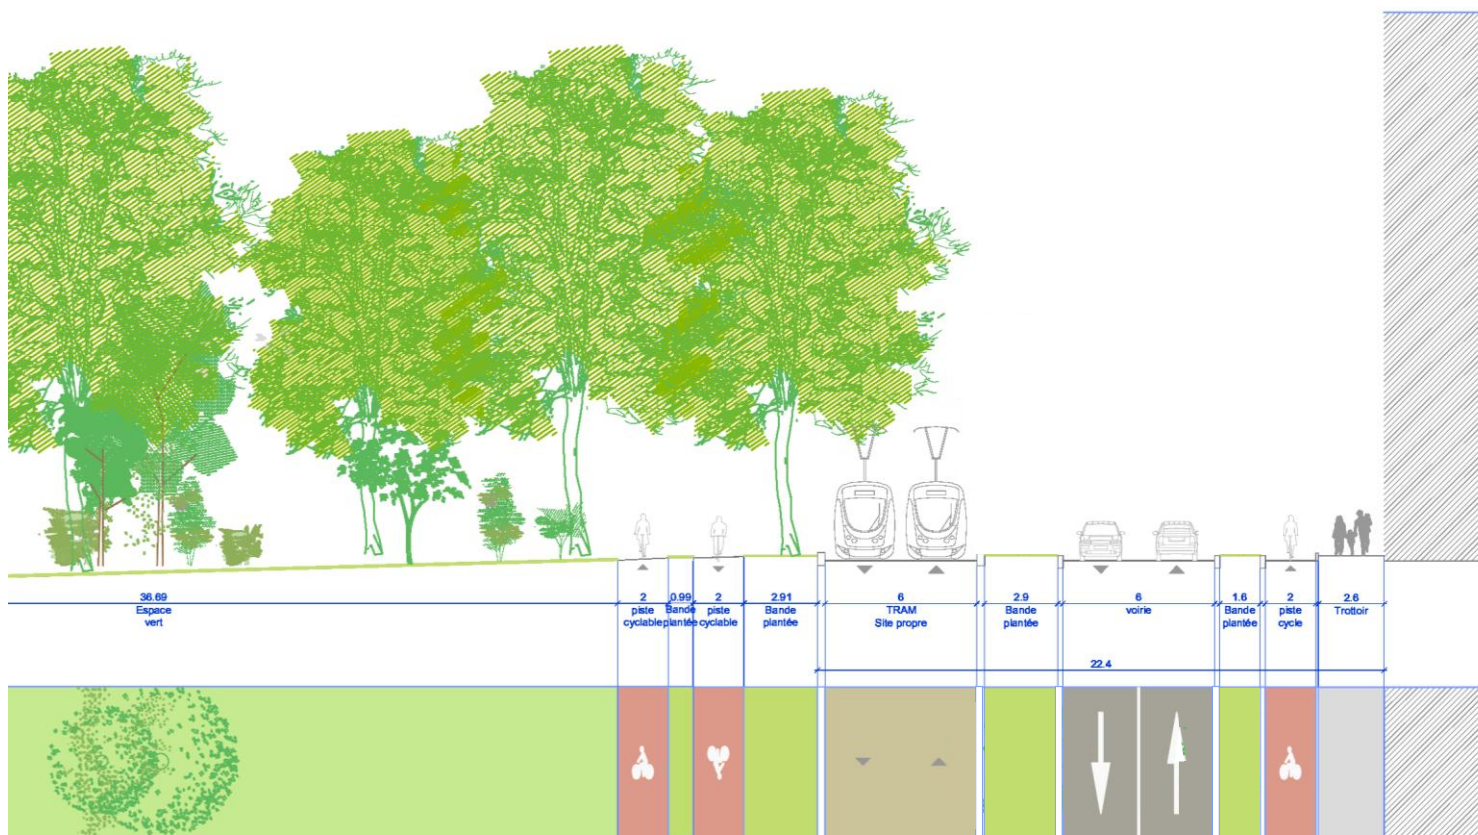 36.69
Espace
vert
2
piste
cyclable
0.99
Bande
plantée
2
piste
cyclable
2.91
Bande
plantée
6
TRAM
Site propre
2.9
Bande
plantée
6
voirie
1.6
Bande
plantée
2
piste
cycle
2.6
Trottoir
22.4